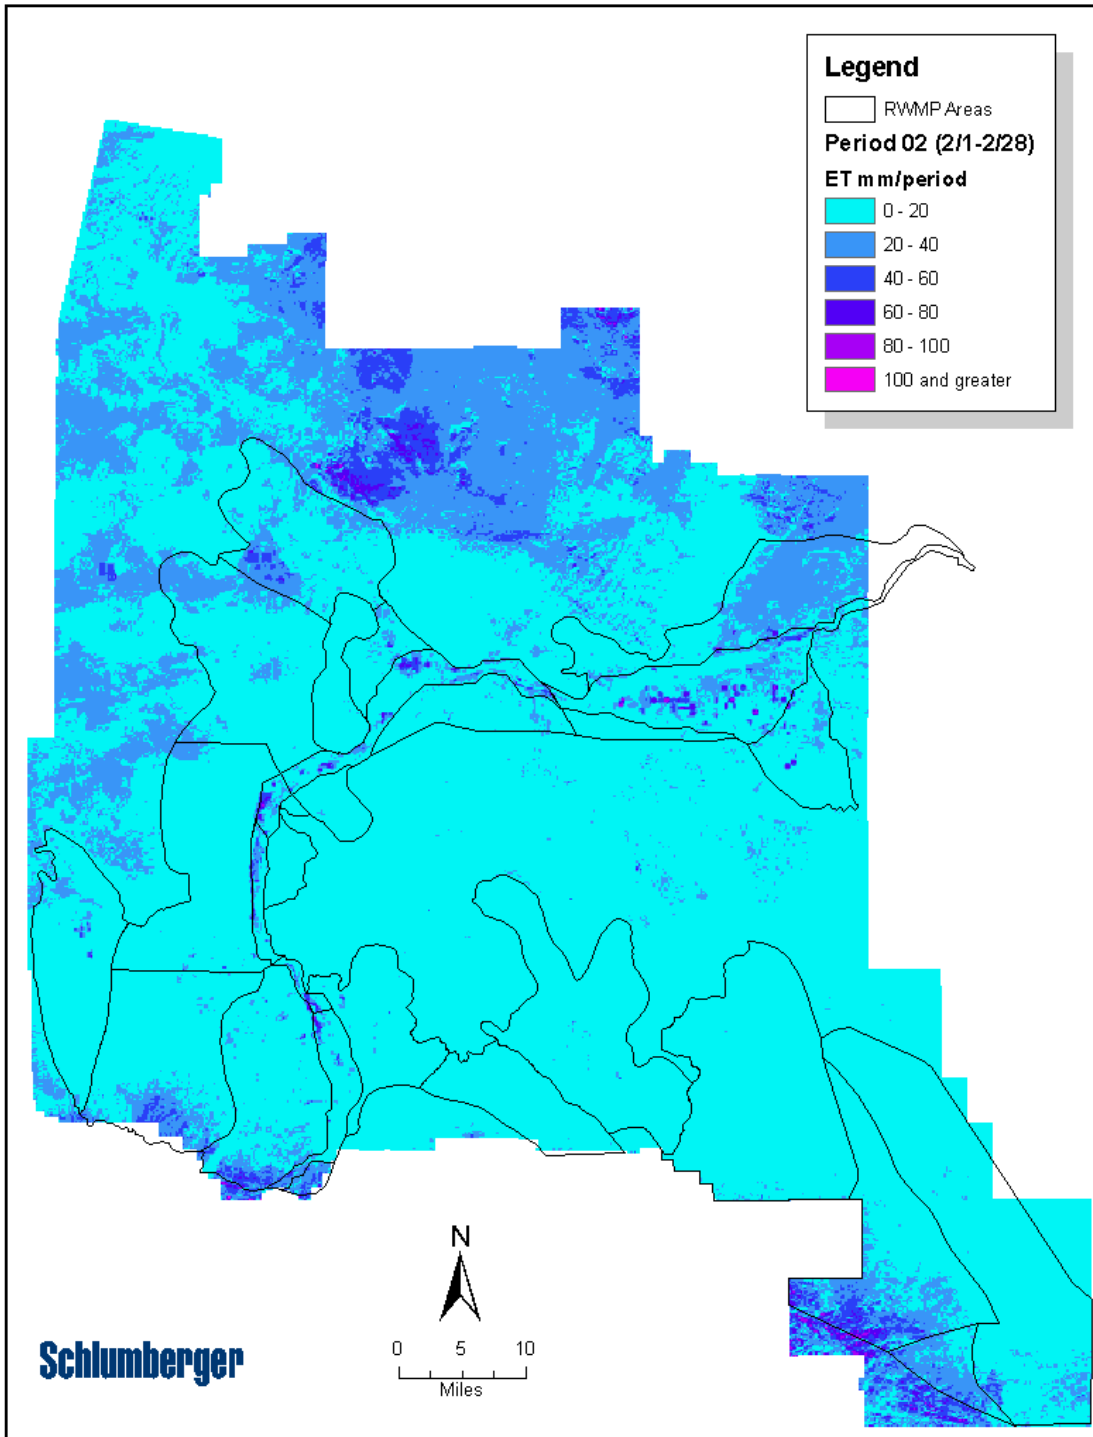 Legend
RWMP Areas
Period 02 (2/1-2/28)
ET mm/period
0 - 20
20 - 40
40 - 60
60 - 80
80 - 100
100 and greater
N
0 5 10
Miles
Schlumberger